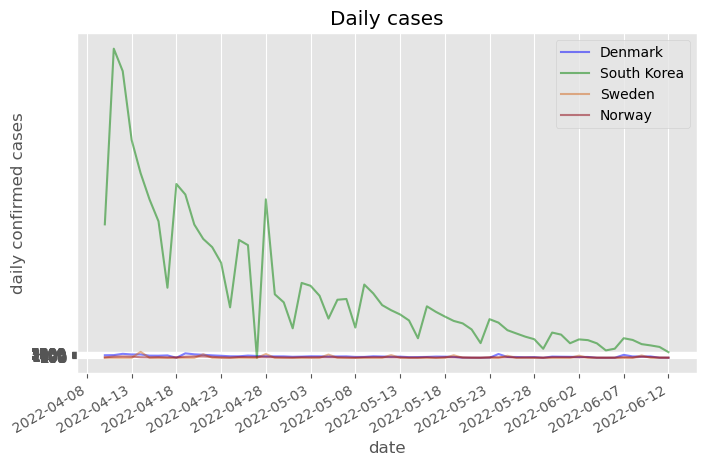 Daily cases
Denmark
South Korea
Sweden
Norway
daily confirmed cases
2022-04-08
2022-04-13
2022-04-18
2022-04-23
2022-04-28
2022-05-03
2022-05-08
2022-05-13
2022-05-18
2022-05-23
2022-05-28
2022-06-02
2022-06-07
2022-06-12
date